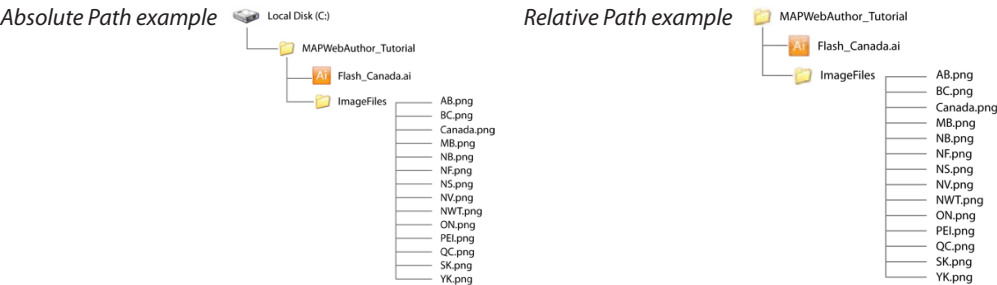 Absolute Path example
Local Disk (C:)
MAPWebAuthor_Tutorial
Ai Flash_Canada.ai
ImageFiles
AB.png
BC.png
Canada.png
MB.png
NB.png
NF.png
NS.png
NV.png
NWT.png
ON.png
PEI.png
QC.png
SK.png
YK.png
Relative Path example
MAPWebAuthor_Tutorial
Ai Flash_Canada.ai
ImageFiles
AB.png
BC.png
Canada.png
MB.png
NB.png
NF.png
NS.png
NV.png
NWT.png
ON.png
PEI.png
QC.png
SK.png
YK.png